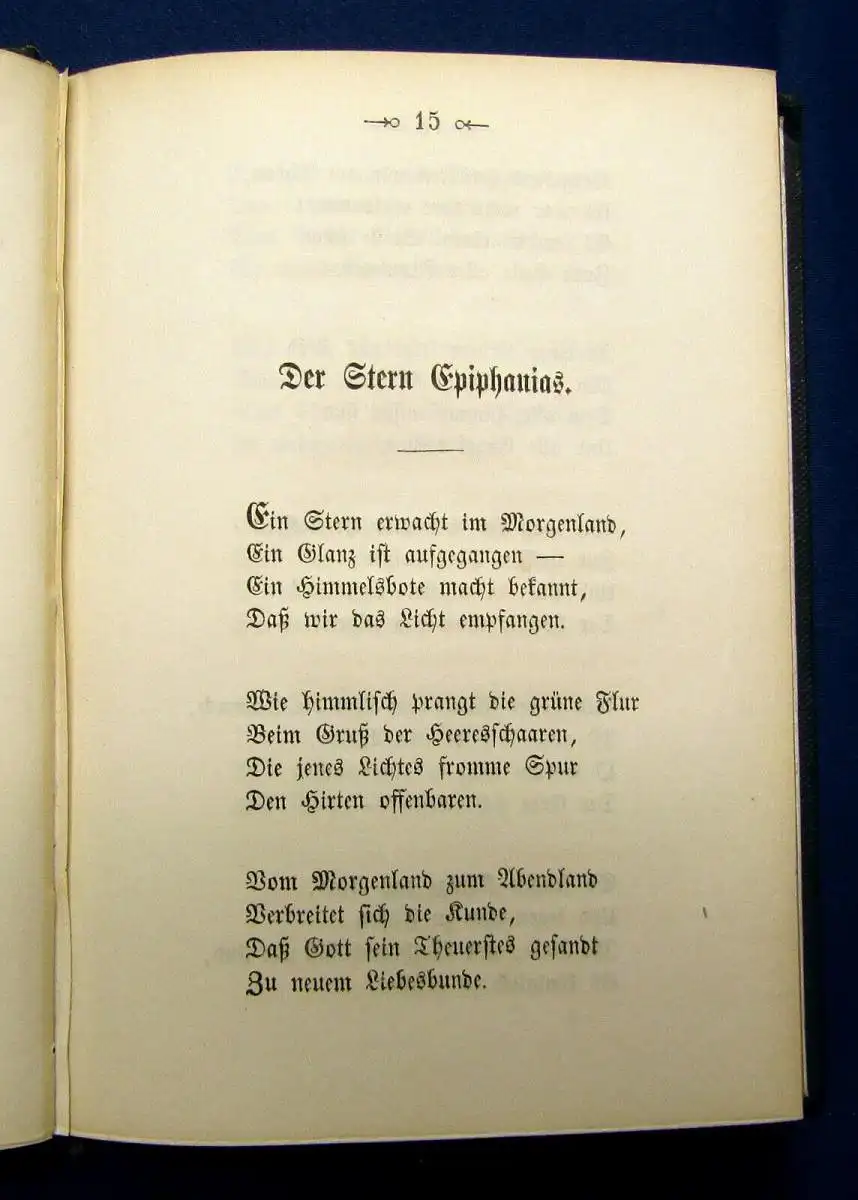 15
Der Stern Epiphanias.
Ein Stern erwacht im Morgenland,
Ein Glanz ist aufgegangen —
Ein Himmelsbote macht bekannt,
Daß wir das Licht empfangen.
Wie himmlisch prangt die grüne Flur
Beim Gruß der Heeresschaaren,
Die jenes Lichtes fromme Spur
Den Hirten offenbaren.
Vom Morgenland zum Abendland
Verbreitet sich die Kunde,
Daß Gott sein Theuerstes gesandt
Zu neuem Liebesbunde.